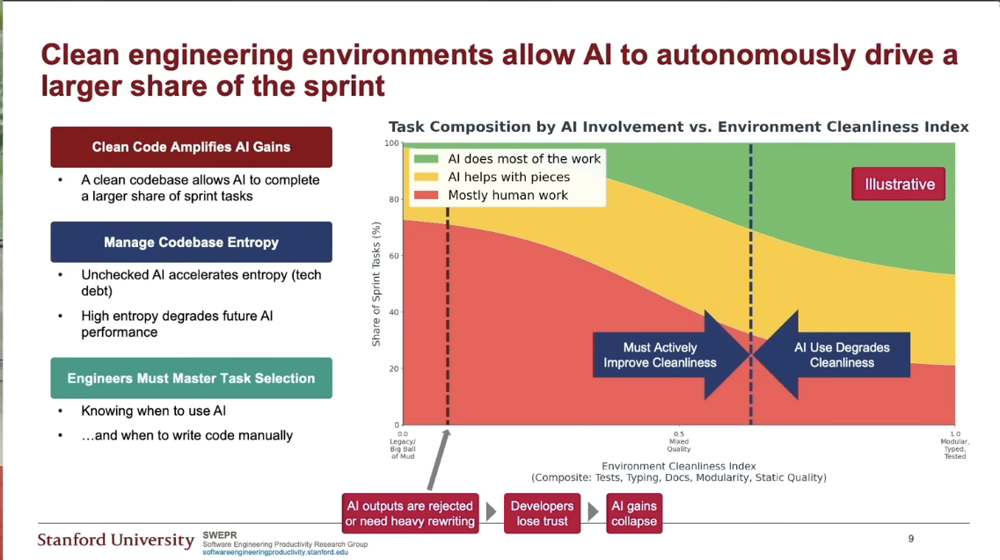 Clean engineering environments allow AI to autonomously drive a
larger share of the sprint
Clean Code Amplifies AI Gains
• A clean codebase allows AI to complete
a larger share of sprint tasks
Manage Codebase Entropy
• Unchecked AI accelerates entropy (tech
debt)
• High entropy degrades future AI
performance
Engineers Must Master Task Selection
• Knowing when to use AI
• …and when to write code manually
Task Composition by AI Involvement vs. Environment Cleanliness Index
AI does most of the work
AI helps with pieces
Mostly human work
Illustrative
Share of Sprint Tasks (%)
100
80
60
40
20
0
Must Actively
Improve Cleanliness
AI Use Degrades
Cleanliness
0.0
Legacy/
Big Ball
of Mud
0.5
Mixed
Quality
1.0
Modular,
Typed,
Tested
Environment Cleanliness Index
(Composite: Tests, Typing, Docs, Modularity, Static Quality)
AI outputs are rejected
or need heavy rewriting
Developers
lose trust
AI gains
collapse
Stanford University
SWEPR
Software Engineering Productivity Research Group
softwareengineeringproductivity.stanford.edu
9